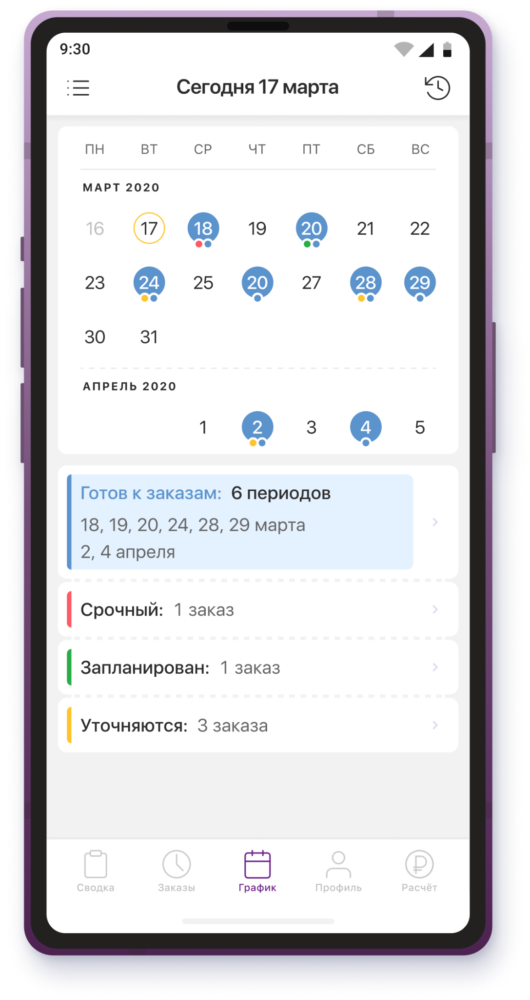 9:30
Сегодня 17 марта
ПН ВТ СР ЧТ ПТ СБ ВС
МАРТ 2020
16 17 18 19 20 21 22
23 24 25 20 27 28 29
30 31
АПРЕЛЬ 2020
1 2 3 4 5
Готов к заказам: 6 периодов
18, 19, 20, 24, 28, 29 марта
2, 4 апреля
Срочный: 1 заказ
Запланирован: 1 заказ
Уточняются: 3 заказа
Сводка Заказы График Профиль Расчёт